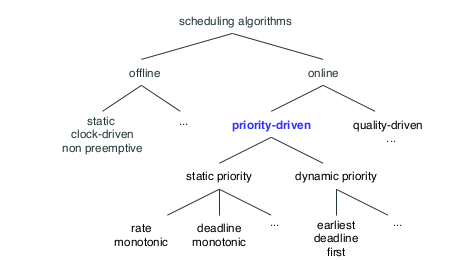 scheduling algorithms
offline
online
static
clock-driven
non preemptive
...
priority-driven
quality-driven
...
static priority
dynamic priority
rate
monotonic
deadline
monotonic
...
earliest
deadline
first
...